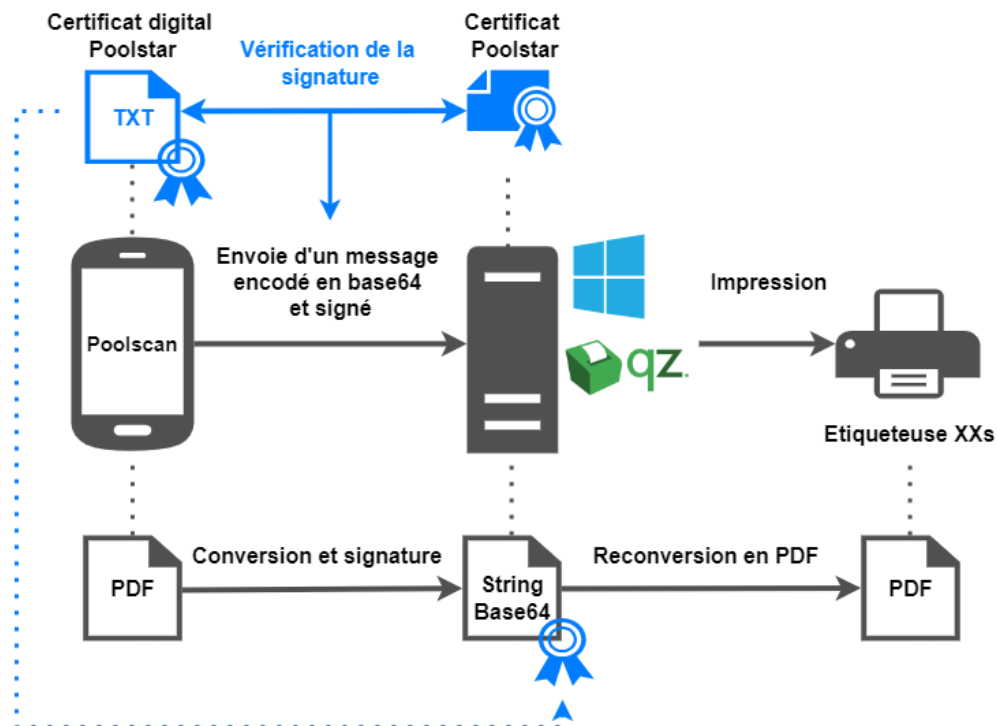 Certificat digital
Poolstar
Vérification de la
signature
Certificat
Poolstar
TXT
Envoie d'un message
encodé en base64
et signé
Impression
Poolscan
qz.
Etiqueteuse XXs
Conversion et signature
Reconversion en PDF
PDF
String
Base64
PDF